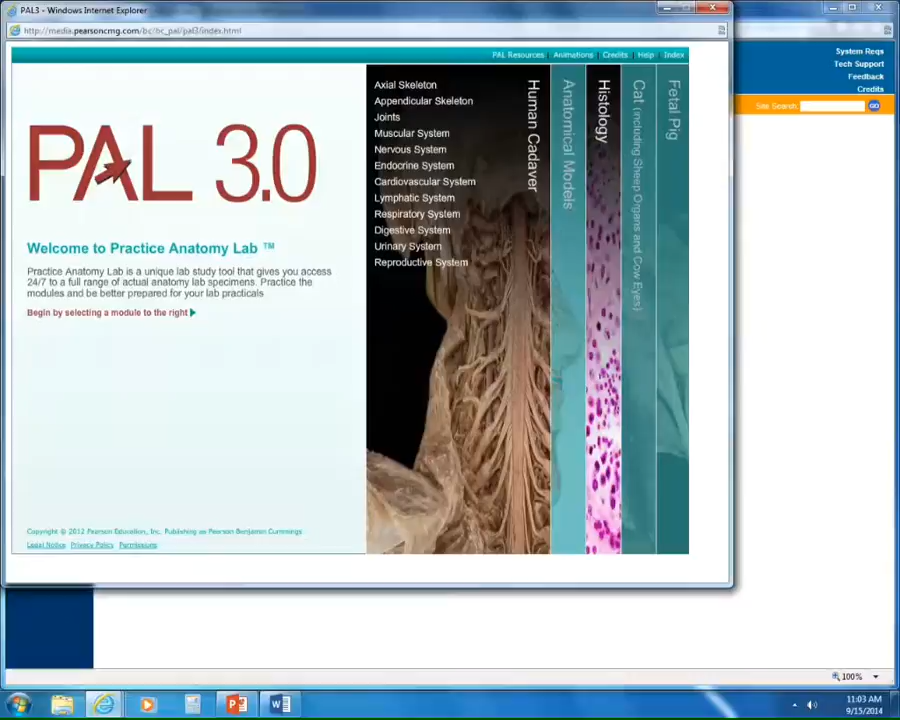 PAL3 - Windows Internet Explorer
http://media.pearsoncmg.com/bc/bc_pal/pal3/index.html
PAL Resources | Animations | Credits | Help | Index
System Reqs
Tech Support
Feedback
Credits
Site Search: GO
PAL 3.0
Welcome to Practice Anatomy Lab ™
Practice Anatomy Lab is a unique lab study tool that gives you access
24/7 to a full range of actual anatomy lab specimens. Practice the
modules and be better prepared for your lab practicals
Begin by selecting a module to the right
Axial Skeleton
Appendicular Skeleton
Joints
Muscular System
Nervous System
Endocrine System
Cardiovascular System
Lymphatic System
Respiratory System
Digestive System
Urinary System
Reproductive System
Human Cadaver
Anatomical Models
Histology
Cat (including Sheep Organs and Cow Eyes)
Fetal Pig
Copyright © 2012 Pearson Education, Inc. Publishing as Pearson Benjamin Cummings
Legal Notice Privacy Policy Permissions
100%
11:03 AM
9/15/2014